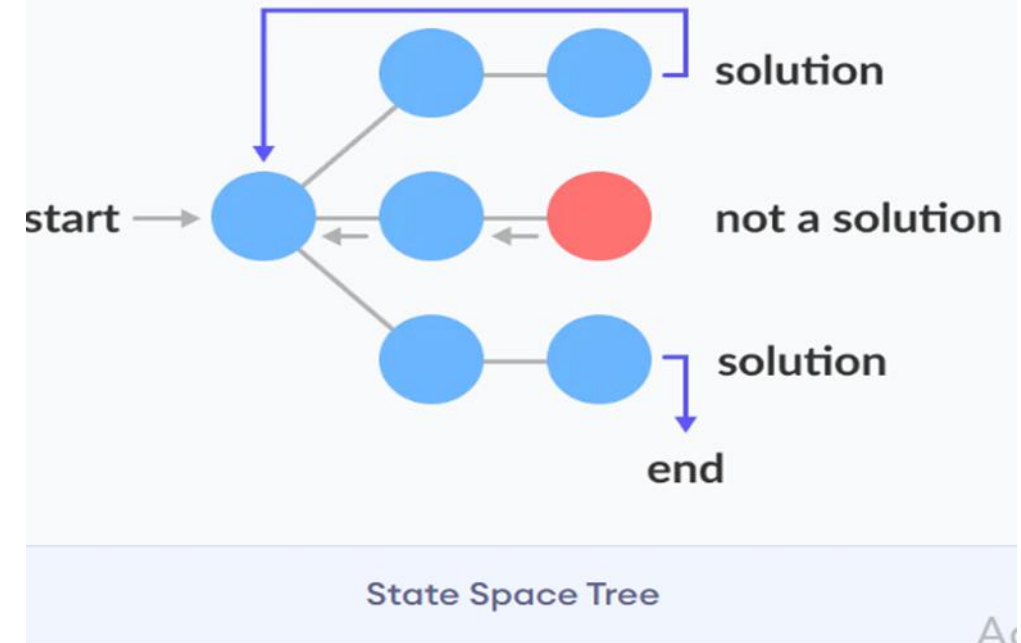 solution
start
not a solution
solution
end
State Space Tree